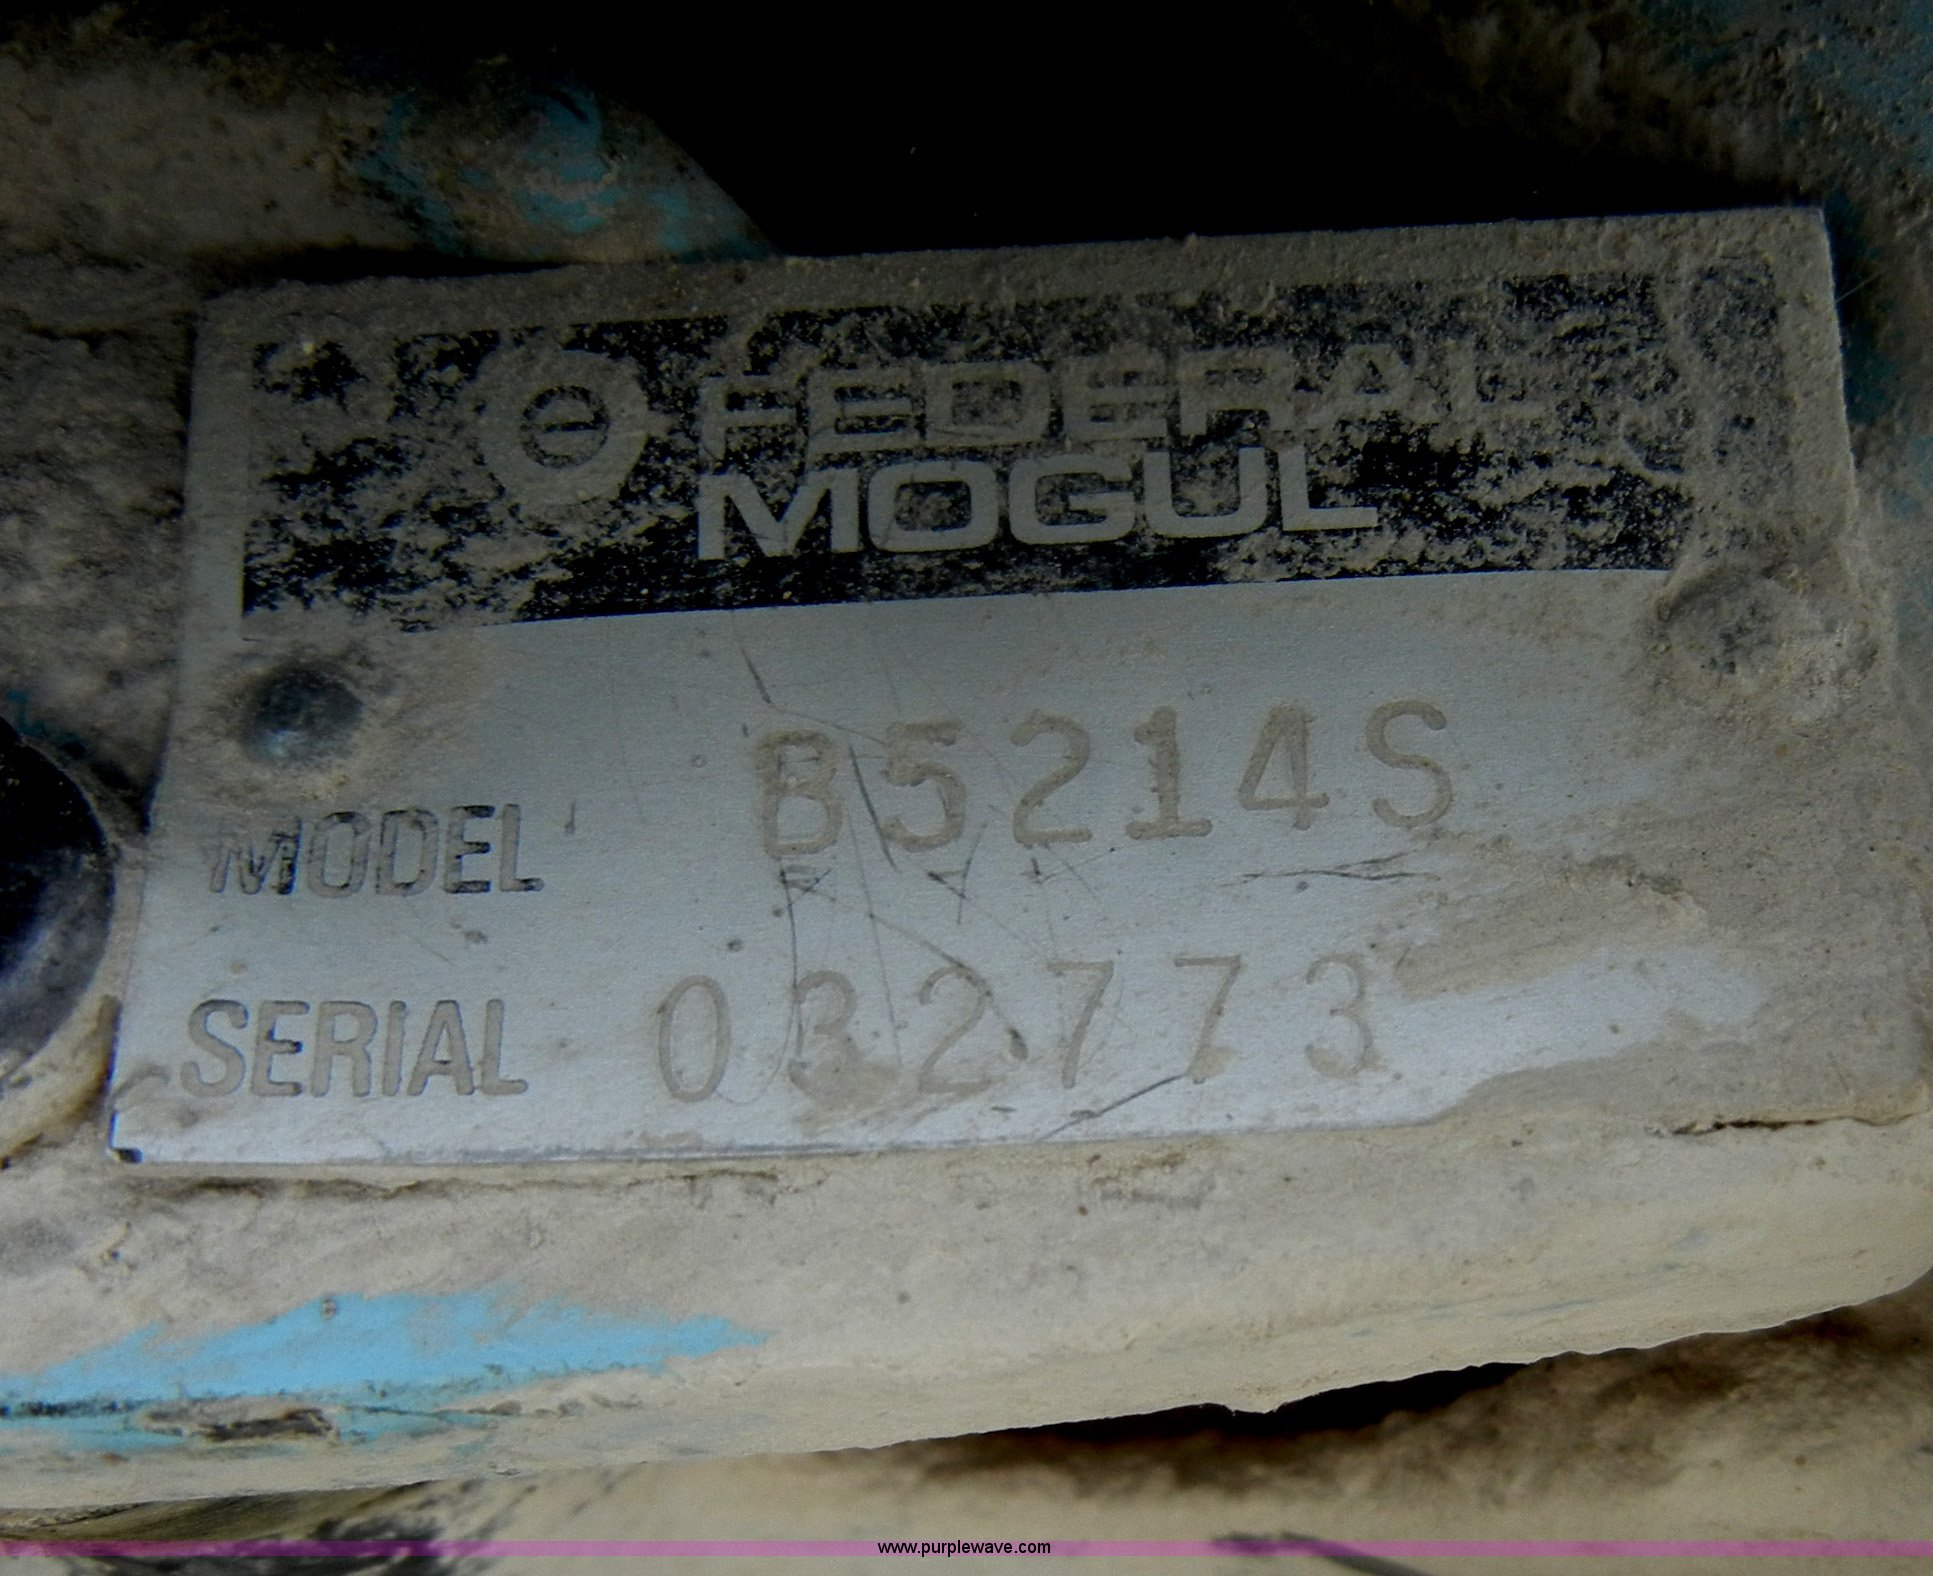 FEDERAL
MOGUL
MODEL B5214S
SERIAL 032773
www.purplewave.com